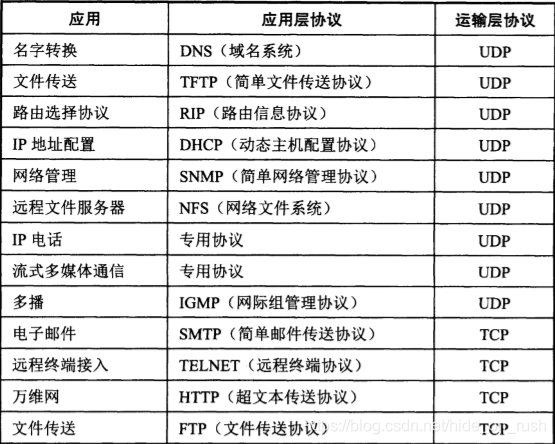 应用 应用层协议 运输层协议
名字转换 DNS（域名系统） UDP
文件传送 TFTP（简单文件传送协议） UDP
路由选择协议 RIP（路由信息协议） UDP
IP 地址配置 DHCP（动态主机配置协议） UDP
网络管理 SNMP（简单网络管理协议） UDP
远程文件服务器 NFS（网络文件系统） UDP
IP 电话 专用协议 UDP
流式多媒体通信 专用协议 UDP
多播 IGMP（网际组管理协议） UDP
电子邮件 SMTP（简单邮件传送协议） TCP
远程终端接入 TELNET（远程终端协议） TCP
万维网 HTTP（超文本传送协议） TCP
文件传送 FTP（文件传送协议） TCP